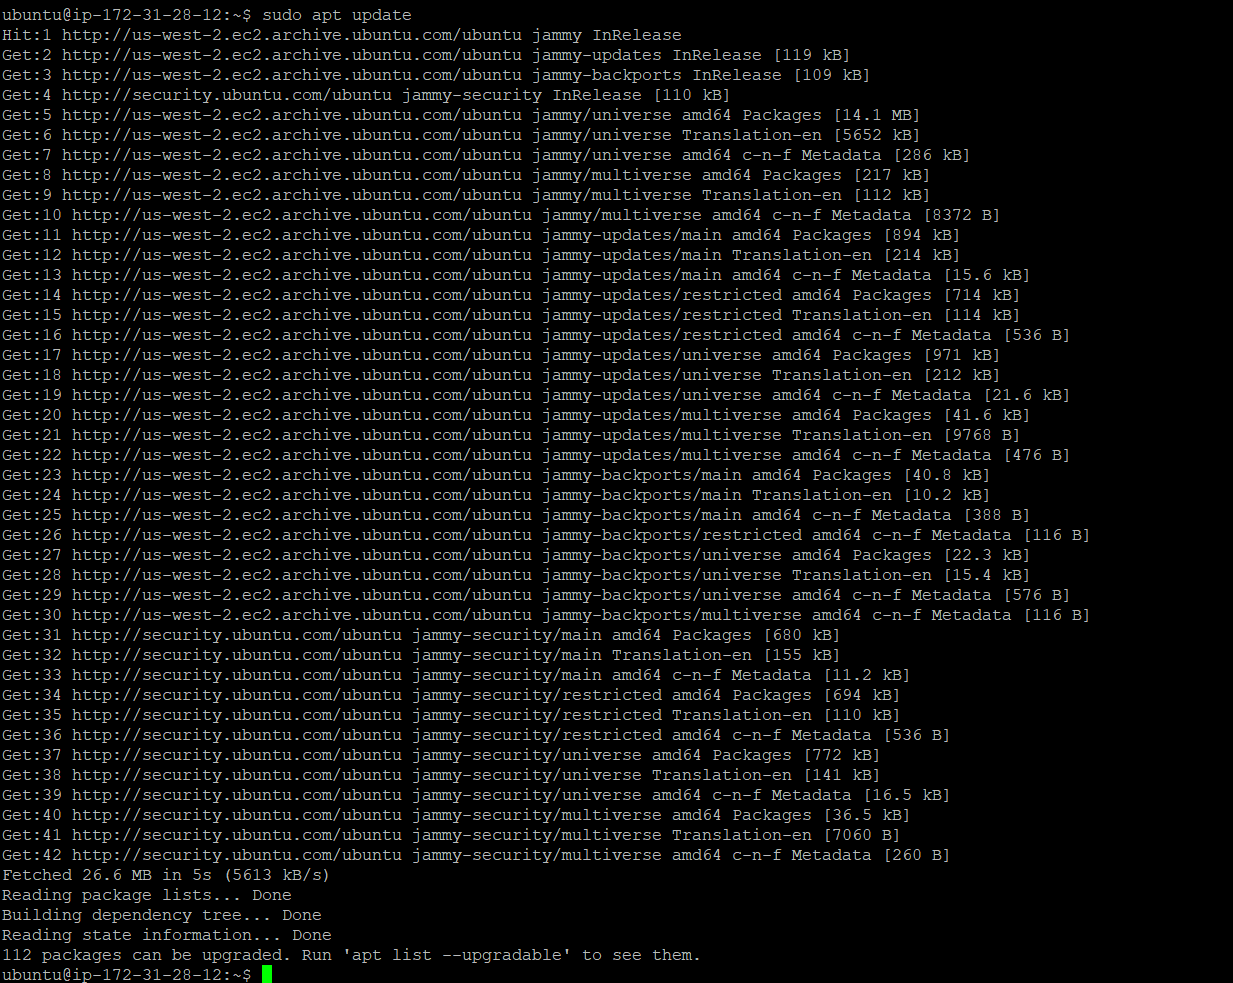 ubuntu@ip-172-31-28-12:~$ sudo apt update
Hit:1 http://us-west-2.ec2.archive.ubuntu.com/ubuntu jammy InRelease
Get:2 http://us-west-2.ec2.archive.ubuntu.com/ubuntu jammy-updates InRelease [119 kB]
Get:3 http://us-west-2.ec2.archive.ubuntu.com/ubuntu jammy-backports InRelease [109 kB]
Get:4 http://security.ubuntu.com/ubuntu jammy-security InRelease [110 kB]
Get:5 http://us-west-2.ec2.archive.ubuntu.com/ubuntu jammy/universe amd64 Packages [14.1 MB]
Get:6 http://us-west-2.ec2.archive.ubuntu.com/ubuntu jammy/universe Translation-en [5652 kB]
Get:7 http://us-west-2.ec2.archive.ubuntu.com/ubuntu jammy/universe amd64 c-n-f Metadata [286 kB]
Get:8 http://us-west-2.ec2.archive.ubuntu.com/ubuntu jammy/multiverse amd64 Packages [217 kB]
Get:9 http://us-west-2.ec2.archive.ubuntu.com/ubuntu jammy/multiverse Translation-en [112 kB]
Get:10 http://us-west-2.ec2.archive.ubuntu.com/ubuntu jammy/multiverse amd64 c-n-f Metadata [8372 B]
Get:11 http://us-west-2.ec2.archive.ubuntu.com/ubuntu jammy-updates/main amd64 Packages [894 kB]
Get:12 http://us-west-2.ec2.archive.ubuntu.com/ubuntu jammy-updates/main Translation-en [214 kB]
Get:13 http://us-west-2.ec2.archive.ubuntu.com/ubuntu jammy-updates/main amd64 c-n-f Metadata [15.6 kB]
Get:14 http://us-west-2.ec2.archive.ubuntu.com/ubuntu jammy-updates/restricted amd64 Packages [714 kB]
Get:15 http://us-west-2.ec2.archive.ubuntu.com/ubuntu jammy-updates/restricted Translation-en [114 kB]
Get:16 http://us-west-2.ec2.archive.ubuntu.com/ubuntu jammy-updates/restricted amd64 c-n-f Metadata [536 B]
Get:17 http://us-west-2.ec2.archive.ubuntu.com/ubuntu jammy-updates/universe amd64 Packages [971 kB]
Get:18 http://us-west-2.ec2.archive.ubuntu.com/ubuntu jammy-updates/universe Translation-en [212 kB]
Get:19 http://us-west-2.ec2.archive.ubuntu.com/ubuntu jammy-updates/universe amd64 c-n-f Metadata [21.6 kB]
Get:20 http://us-west-2.ec2.archive.ubuntu.com/ubuntu jammy-updates/multiverse amd64 Packages [41.6 kB]
Get:21 http://us-west-2.ec2.archive.ubuntu.com/ubuntu jammy-updates/multiverse Translation-en [9768 B]
Get:22 http://us-west-2.ec2.archive.ubuntu.com/ubuntu jammy-updates/multiverse amd64 c-n-f Metadata [476 B]
Get:23 http://us-west-2.ec2.archive.ubuntu.com/ubuntu jammy-backports/main amd64 Packages [40.8 kB]
Get:24 http://us-west-2.ec2.archive.ubuntu.com/ubuntu jammy-backports/main Translation-en [10.2 kB]
Get:25 http://us-west-2.ec2.archive.ubuntu.com/ubuntu jammy-backports/main amd64 c-n-f Metadata [388 B]
Get:26 http://us-west-2.ec2.archive.ubuntu.com/ubuntu jammy-backports/restricted amd64 c-n-f Metadata [116 B]
Get:27 http://us-west-2.ec2.archive.ubuntu.com/ubuntu jammy-backports/universe amd64 Packages [22.3 kB]
Get:28 http://us-west-2.ec2.archive.ubuntu.com/ubuntu jammy-backports/universe Translation-en [15.4 kB]
Get:29 http://us-west-2.ec2.archive.ubuntu.com/ubuntu jammy-backports/universe amd64 c-n-f Metadata [576 B]
Get:30 http://us-west-2.ec2.archive.ubuntu.com/ubuntu jammy-backports/multiverse amd64 c-n-f Metadata [116 B]
Get:31 http://security.ubuntu.com/ubuntu jammy-security/main amd64 Packages [680 kB]
Get:32 http://security.ubuntu.com/ubuntu jammy-security/main Translation-en [155 kB]
Get:33 http://security.ubuntu.com/ubuntu jammy-security/main amd64 c-n-f Metadata [11.2 kB]
Get:34 http://security.ubuntu.com/ubuntu jammy-security/restricted amd64 Packages [694 kB]
Get:35 http://security.ubuntu.com/ubuntu jammy-security/restricted Translation-en [110 kB]
Get:36 http://security.ubuntu.com/ubuntu jammy-security/restricted amd64 c-n-f Metadata [536 B]
Get:37 http://security.ubuntu.com/ubuntu jammy-security/universe amd64 Packages [772 kB]
Get:38 http://security.ubuntu.com/ubuntu jammy-security/universe Translation-en [141 kB]
Get:39 http://security.ubuntu.com/ubuntu jammy-security/universe amd64 c-n-f Metadata [16.5 kB]
Get:40 http://security.ubuntu.com/ubuntu jammy-security/multiverse amd64 Packages [36.5 kB]
Get:41 http://security.ubuntu.com/ubuntu jammy-security/multiverse Translation-en [7060 B]
Get:42 http://security.ubuntu.com/ubuntu jammy-security/multiverse amd64 c-n-f Metadata [260 B]
Fetched 26.6 MB in 5s (5613 kB/s)
Reading package lists... Done
Building dependency tree... Done
Reading state information... Done
112 packages can be upgraded. Run 'apt list --upgradable' to see them.
ubuntu@ip-172-31-28-12:~$